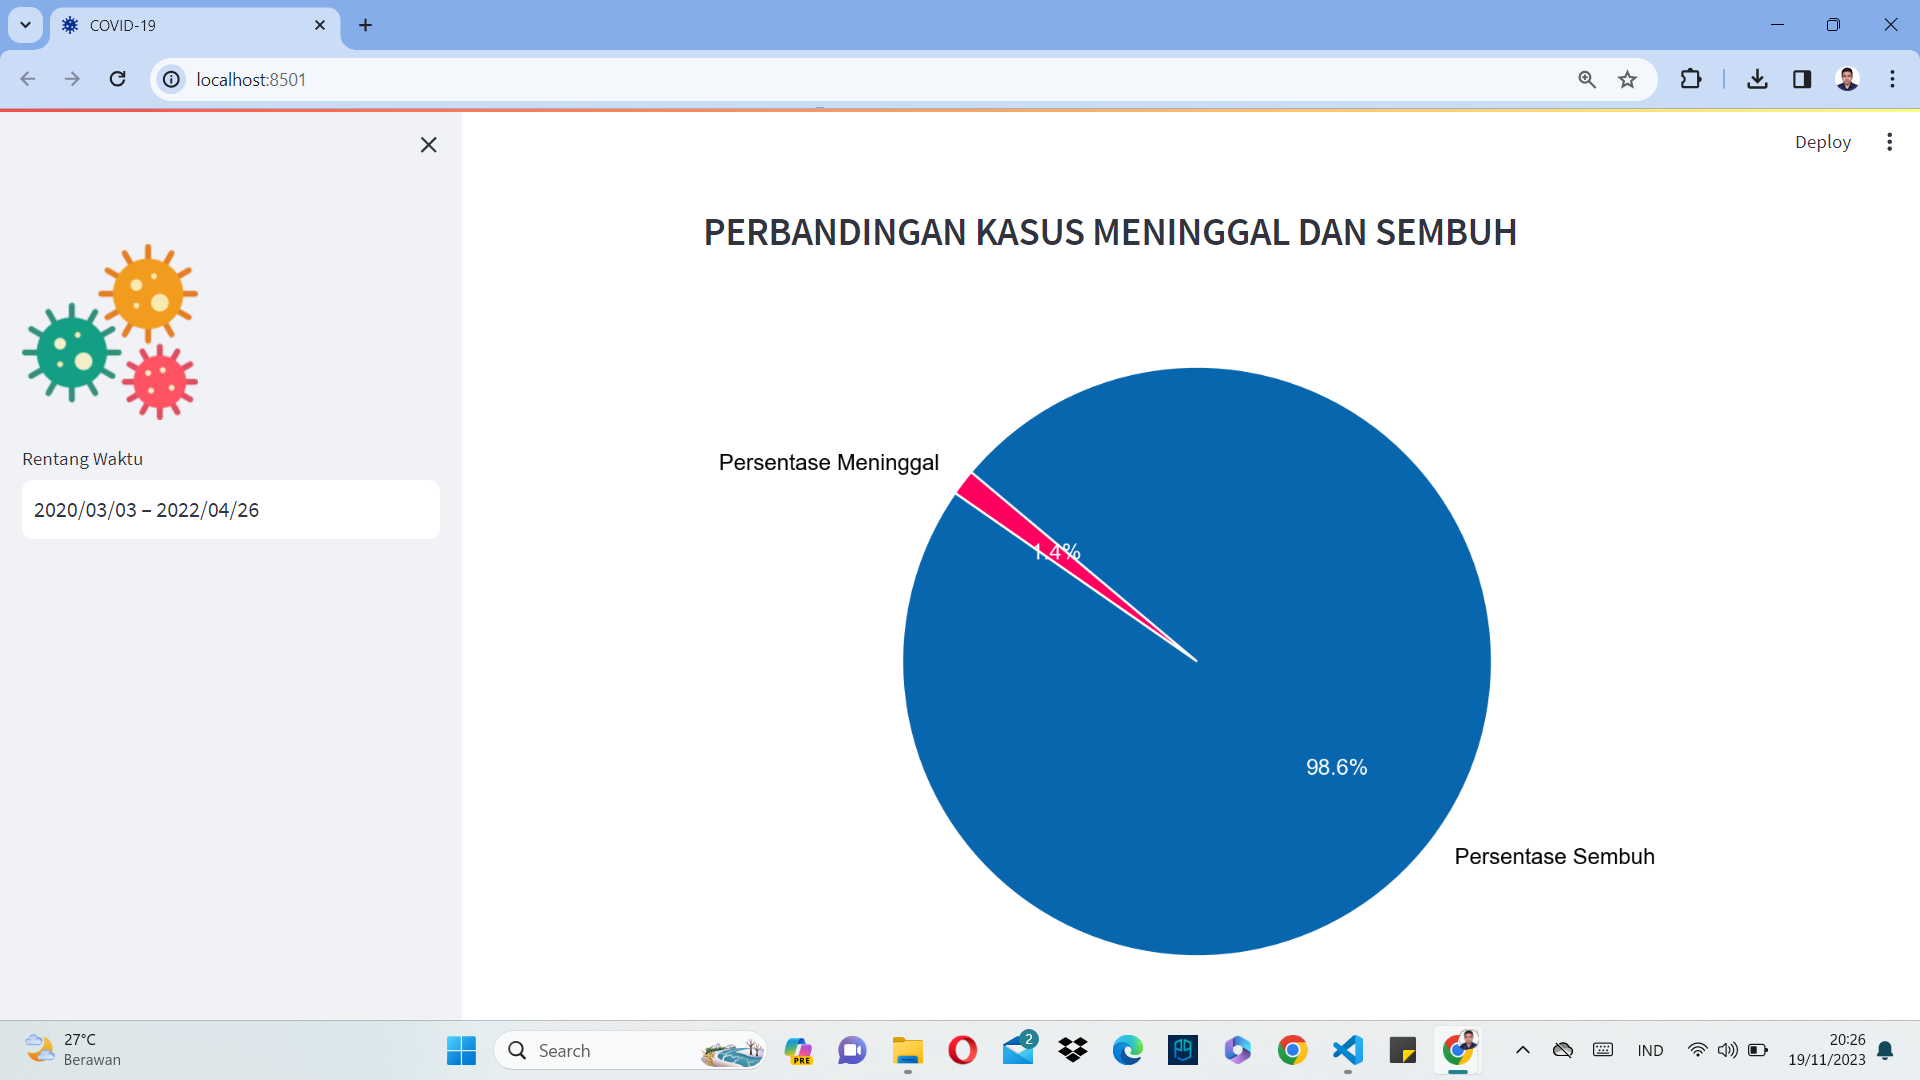 COVID-19
localhost:8501
Deploy
PERBANDINGAN KASUS MENINGGAL DAN SEMBUH
Rentang Waktu
2020/03/03 – 2022/04/26
Persentase Meninggal
1.4%
98.6%
Persentase Sembuh
27°C
Berawan
Search
PRE
2
IND
20:26
19/11/2023